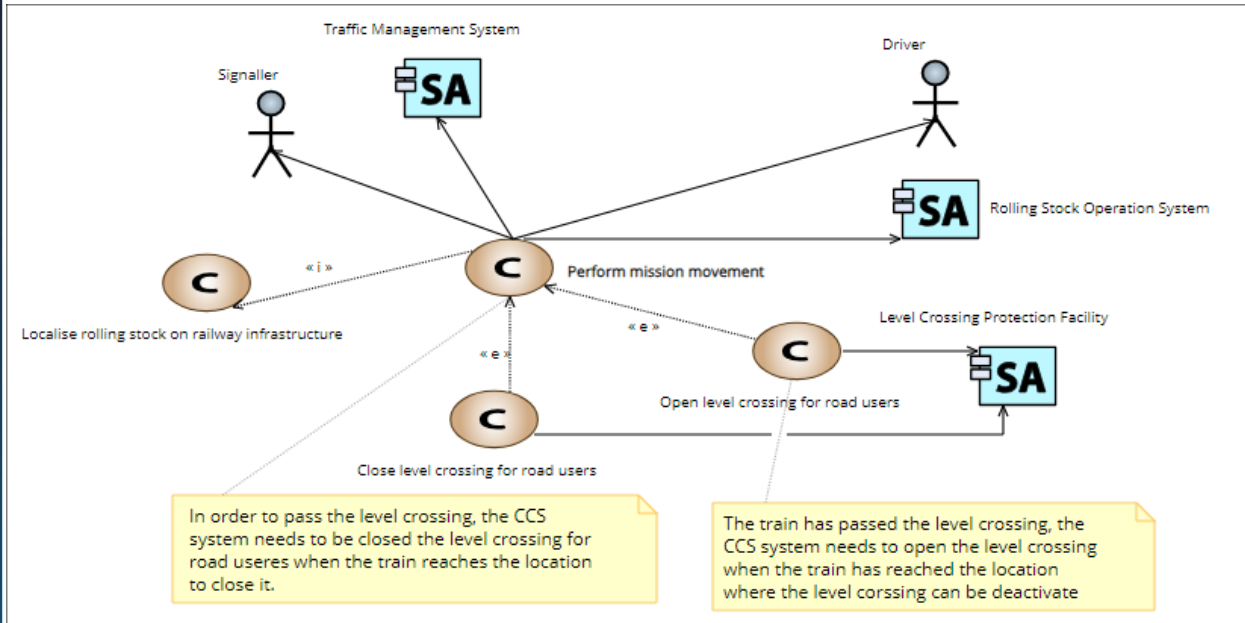 Traffic Management System
Driver
Signaller
SA
SA
Rolling Stock Operation System
« i »
C
C
Perform mission movement
Localise rolling stock on railway infrastructure
« e »
Level Crossing Protection Facility
« e »
C
SA
Open level crossing for road users
C
Close level crossing for road users
In order to pass the level crossing, the CCS
system needs to be closed the level crossing for
road useres when the train reaches the location
to close it.
The train has passed the level crossing, the
CCS system needs to open the level crossing
when the train has reached the location
where the level corssing can be deactivate